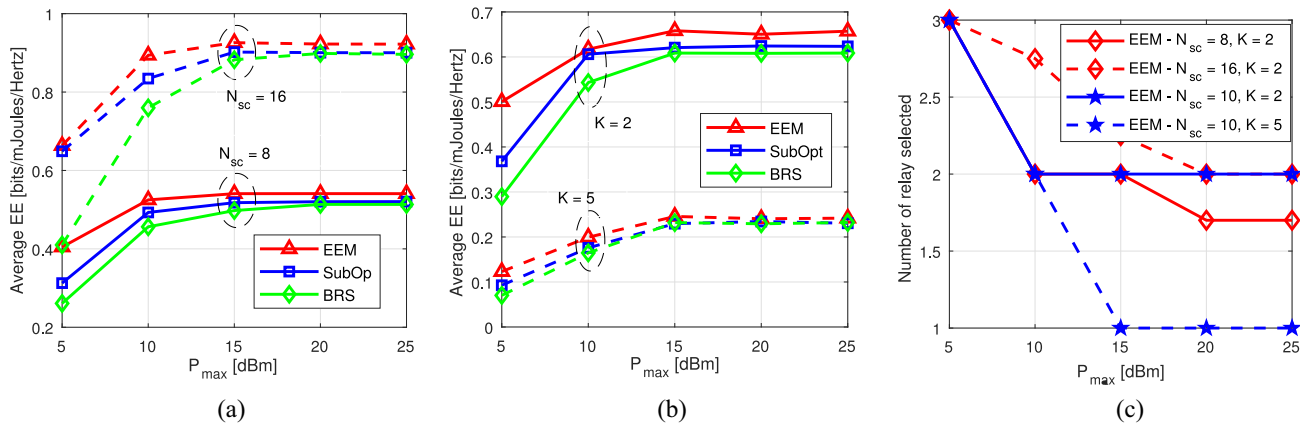 1
0.8
0.6
0.4
0.2
Average EE [bits/mJoules/Hertz]
N_sc = 16
N_sc = 8
EEM
SubOp
BRS
5 10 15 20 25
P_max [dBm]
(a)
0.7
0.6
0.5
0.4
0.3
0.2
0.1
0
Average EE [bits/mJoules/Hertz]
K = 2
EEM
SubOpt
BRS
K = 5
5 10 15 20 25
P_max [dBm]
(b)
3
2.5
2
1.5
1
Number of relay selected
EEM - N_sc = 8, K = 2
EEM - N_sc = 16, K = 2
EEM - N_sc = 10, K = 2
EEM - N_sc = 10, K = 5
5 10 15 20 25
P_max [dBm]
(c)